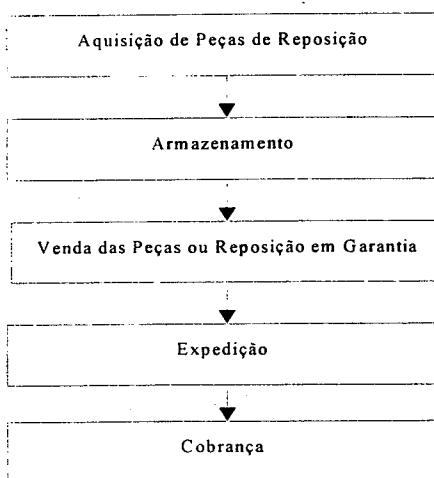 Aquisição de Peças de Reposição
Armazenamento
Venda das Peças ou Reposição em Garantia
Expedição
Cobrança